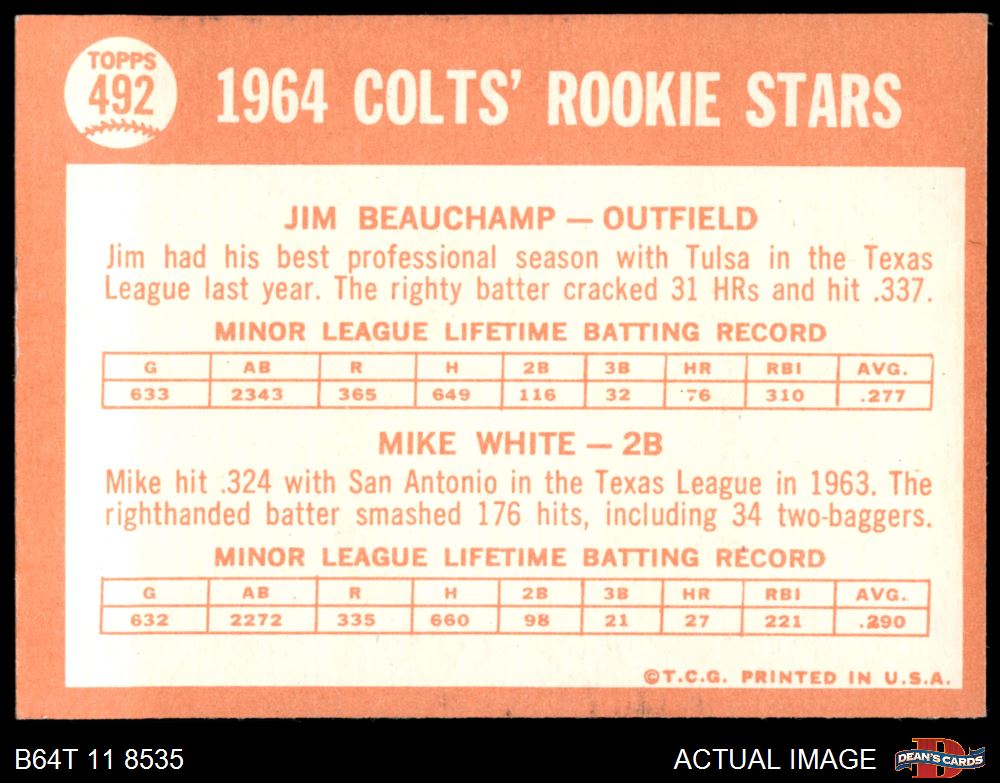 TOPPS
492
1964 COLTS' ROOKIE STARS
JIM BEAUCHAMP — OUTFIELD
Jim had his best professional season with Tulsa in the Texas
League last year. The righty batter cracked 31 HRs and hit .337.
MINOR LEAGUE LIFETIME BATTING RECORD
G AB R H 2B 3B HR RBI AVG.
633 2343 365 649 116 32 76 310 .277
MIKE WHITE — 2B
Mike hit .324 with San Antonio in the Texas League in 1963. The
righthanded batter smashed 176 hits, including 34 two-baggers.
MINOR LEAGUE LIFETIME BATTING RECORD
G AB R H 2B 3B HR RBI AVG.
632 2272 335 660 98 21 27 221 .290
©T.C.G. PRINTED IN U.S.A.
B64T 11 8535
ACTUAL IMAGE
D
DEAN'S CARDS